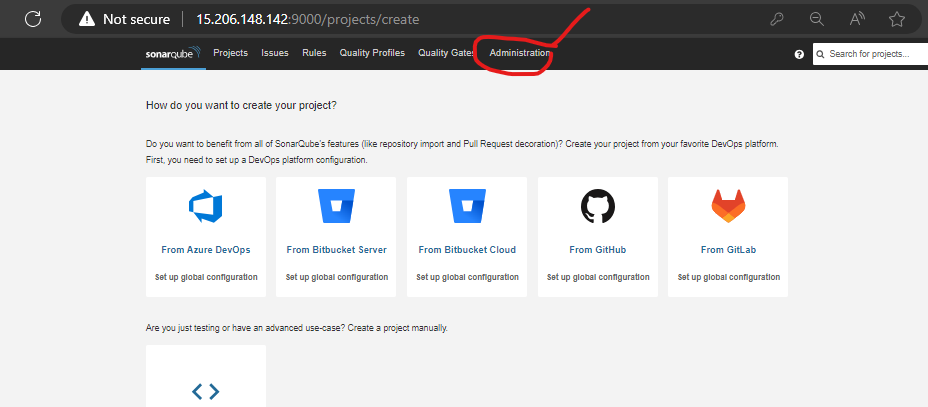 Not secure 15.206.148.142:9000/projects/create
sonarqube Projects Issues Rules Quality Profiles Quality Gates Administration Search for projects...
How do you want to create your project?
Do you want to benefit from all of SonarQube's features (like repository import and Pull Request decoration)? Create your project from your favorite DevOps platform.
First, you need to set up a DevOps platform configuration.
From Azure DevOps From Bitbucket Server From Bitbucket Cloud From GitHub From GitLab
Set up global configuration Set up global configuration Set up global configuration Set up global configuration Set up global configuration
Are you just testing or have an advanced use-case? Create a project manually.